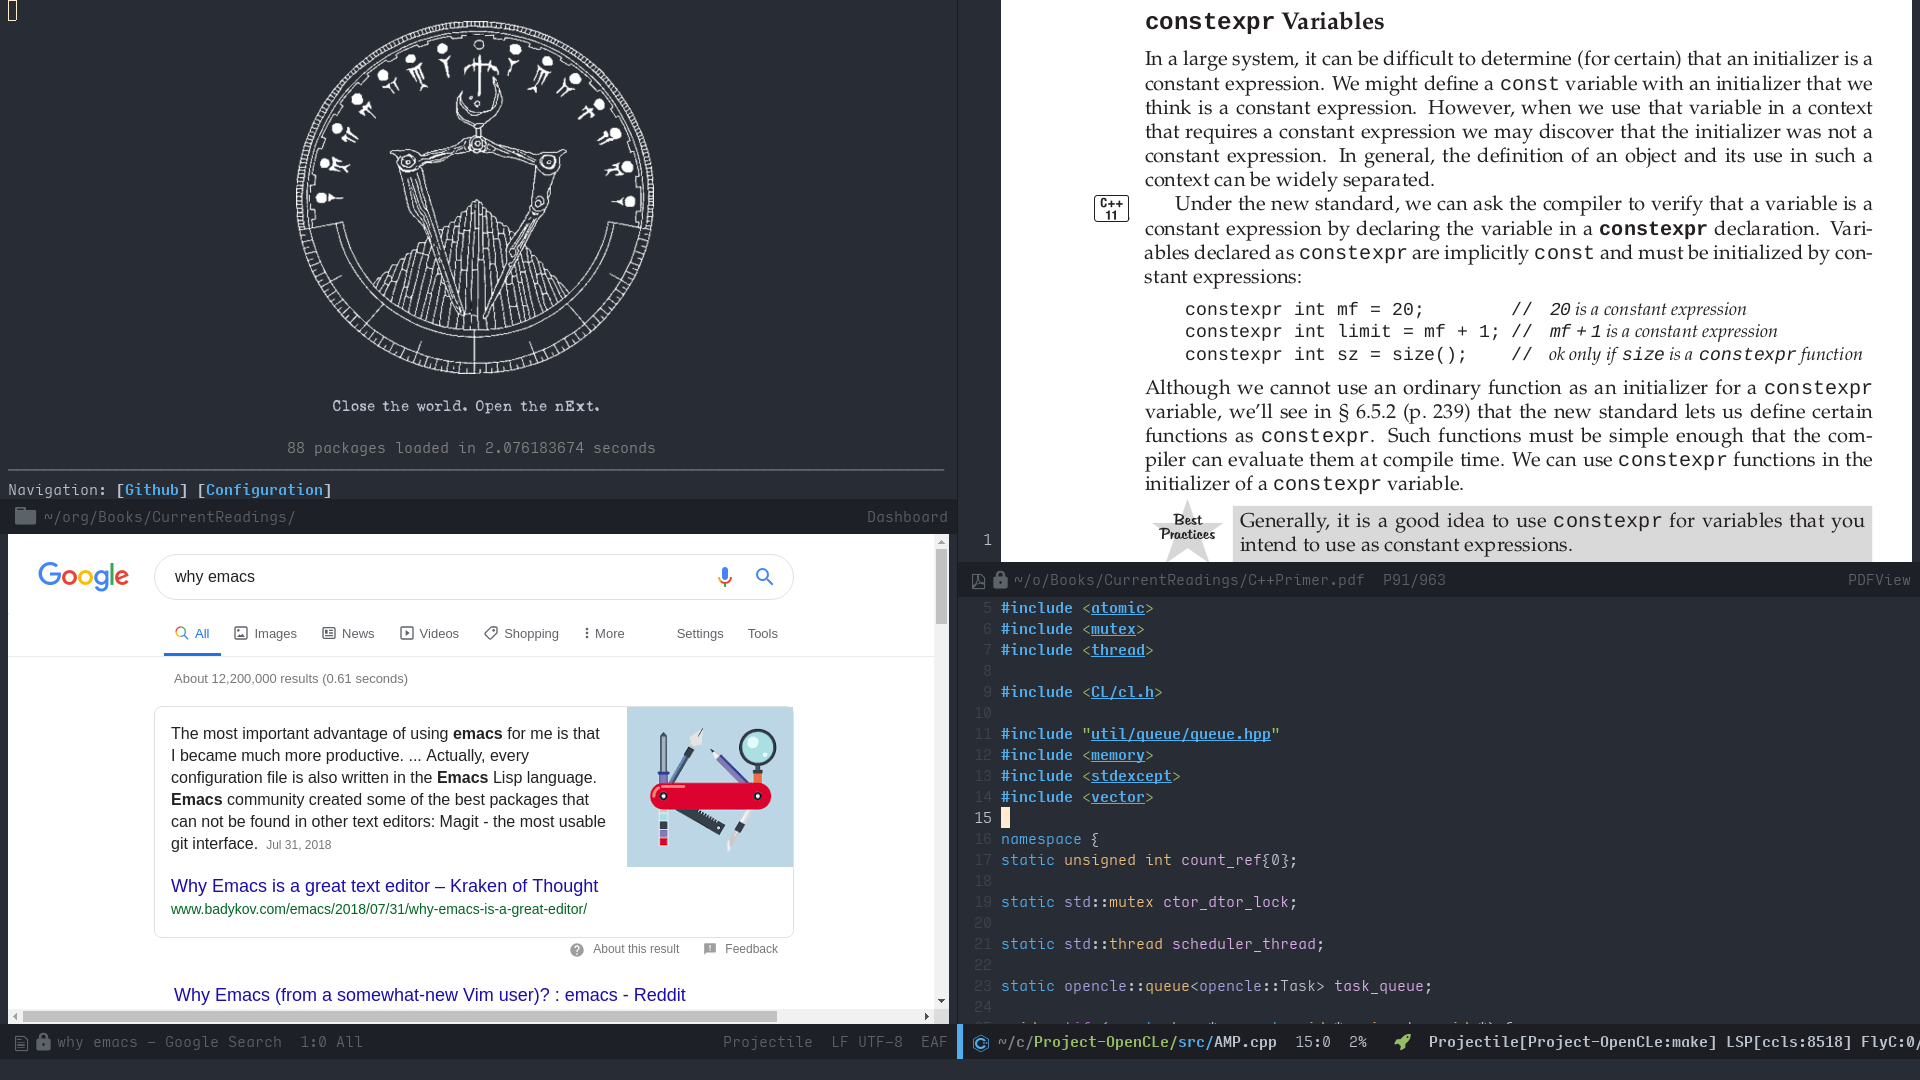 Close the world. Open the nExt.
88 packages loaded in 2.076183674 seconds
Navigation: [Github] [Configuration]
~/org/Books/CurrentReadings/ Dashboard
Google
why emacs
All Images News Videos Shopping More Settings Tools
About 12,200,000 results (0.61 seconds)
The most important advantage of using emacs for me is that
I became much more productive. ... Actually, every
configuration file is also written in the Emacs Lisp language.
Emacs community created some of the best packages that
can not be found in other text editors: Magit - the most usable
git interface. Jul 31, 2018
Why Emacs is a great text editor – Kraken of Thought
www.badykov.com/emacs/2018/07/31/why-emacs-is-a-great-editor/
About this result Feedback
Why Emacs (from a somewhat-new Vim user)? : emacs - Reddit
why emacs - Google Search 1:0 All Projectile LF UTF-8 EAF
constexpr Variables
In a large system, it can be difficult to determine (for certain) that an initializer is a
constant expression. We might define a const variable with an initializer that we
think is a constant expression. However, when we use that variable in a context
that requires a constant expression we may discover that the initializer was not a
constant expression. In general, the definition of an object and its use in such a
context can be widely separated.
C++
11
Under the new standard, we can ask the compiler to verify that a variable is a
constant expression by declaring the variable in a constexpr declaration. Vari-
ables declared as constexpr are implicitly const and must be initialized by con-
stant expressions:
constexpr int mf = 20; // 20 is a constant expression
constexpr int limit = mf + 1; // mf + 1 is a constant expression
constexpr int sz = size(); // ok only if size is a constexpr function
Although we cannot use an ordinary function as an initializer for a constexpr
variable, we'll see in § 6.5.2 (p. 239) that the new standard lets us define certain
functions as constexpr. Such functions must be simple enough that the com-
piler can evaluate them at compile time. We can use constexpr functions in the
initializer of a constexpr variable.
Best
Practices
Generally, it is a good idea to use constexpr for variables that you
intend to use as constant expressions.
1
~/o/Books/CurrentReadings/C++Primer.pdf P91/963 PDFView
5 #include <atomic>
6 #include <mutex>
7 #include <thread>
8
9 #include <CL/cl.h>
10
11 #include "util/queue/queue.hpp"
12 #include <memory>
13 #include <stdexcept>
14 #include <vector>
15
16 namespace {
17 static unsigned int count_ref{0};
18
19 static std::mutex ctor_dtor_lock;
20
21 static std::thread scheduler_thread;
22
23 static opencle::queue<opencle::Task> task_queue;
24
~/c/Project-OpenCLe/src/AMP.cpp 15:0 2% Projectile[Project-OpenCLe:make] LSP[ccls:8518] FlyC:0/